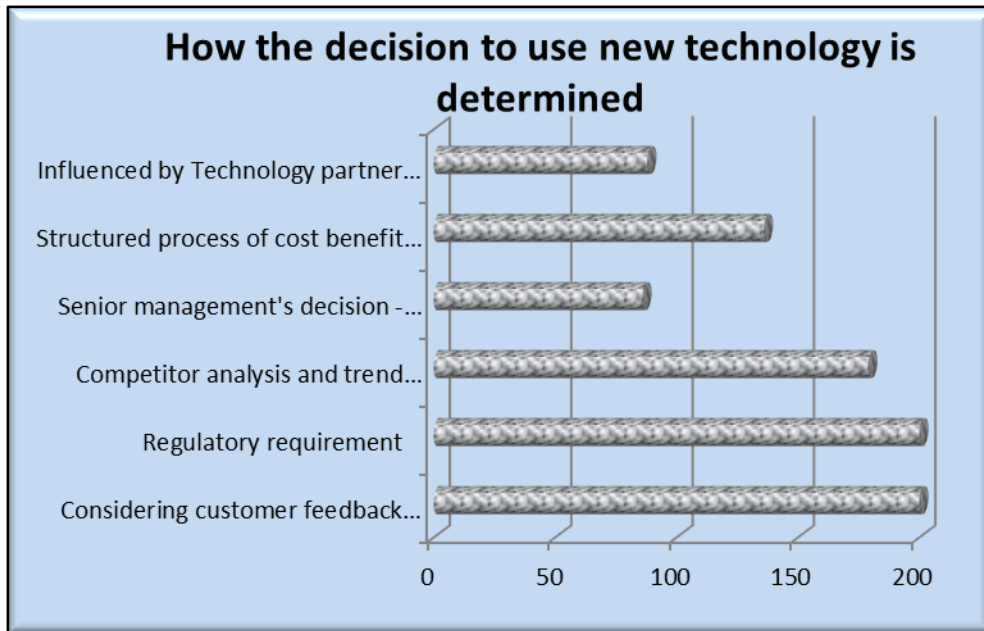 How the decision to use new technology is
determined
Influenced by Technology partner...
Structured process of cost benefit...
Senior management's decision -...
Competitor analysis and trend...
Regulatory requirement
Considering customer feedback...
0 50 100 150 200